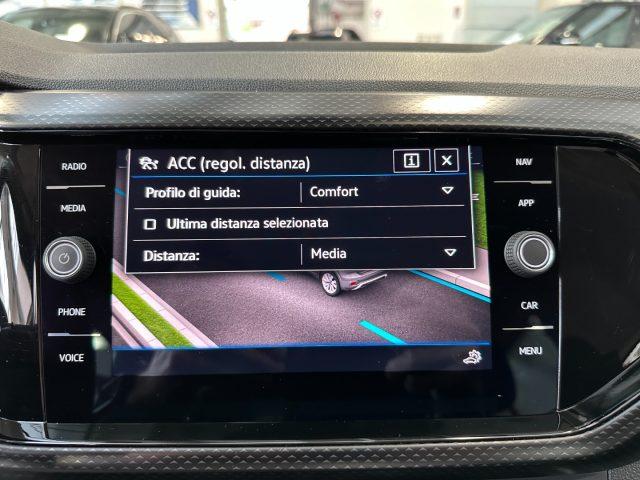 RADIO
MEDIA
PHONE
VOICE
ACC (regol. distanza)
i
X
Profilo di guida: Comfort
Ultima distanza selezionata
Distanza: Media
NAV
APP
CAR
MENU